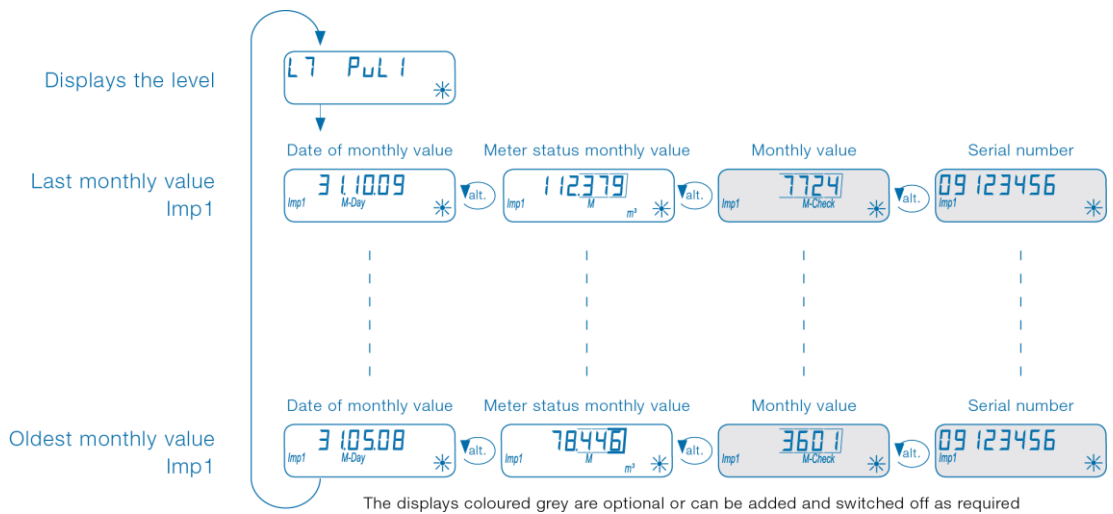 L7 PuL1
Displays the level
Date of monthly value Meter status monthly value Monthly value Serial number
Last monthly value
Imp1
31.10.09 alt. 112.379 alt. 7724 alt. 09 123456
Imp1 M-Day Imp1 M m³ Imp1 M-Check Imp1
Date of monthly value Meter status monthly value Monthly value Serial number
Oldest monthly value
Imp1
31.05.08 alt. 78.446 alt. 3601 alt. 09 123456
Imp1 M-Day Imp1 M m³ Imp1 M-Check Imp1
The displays coloured grey are optional or can be added and switched off as required